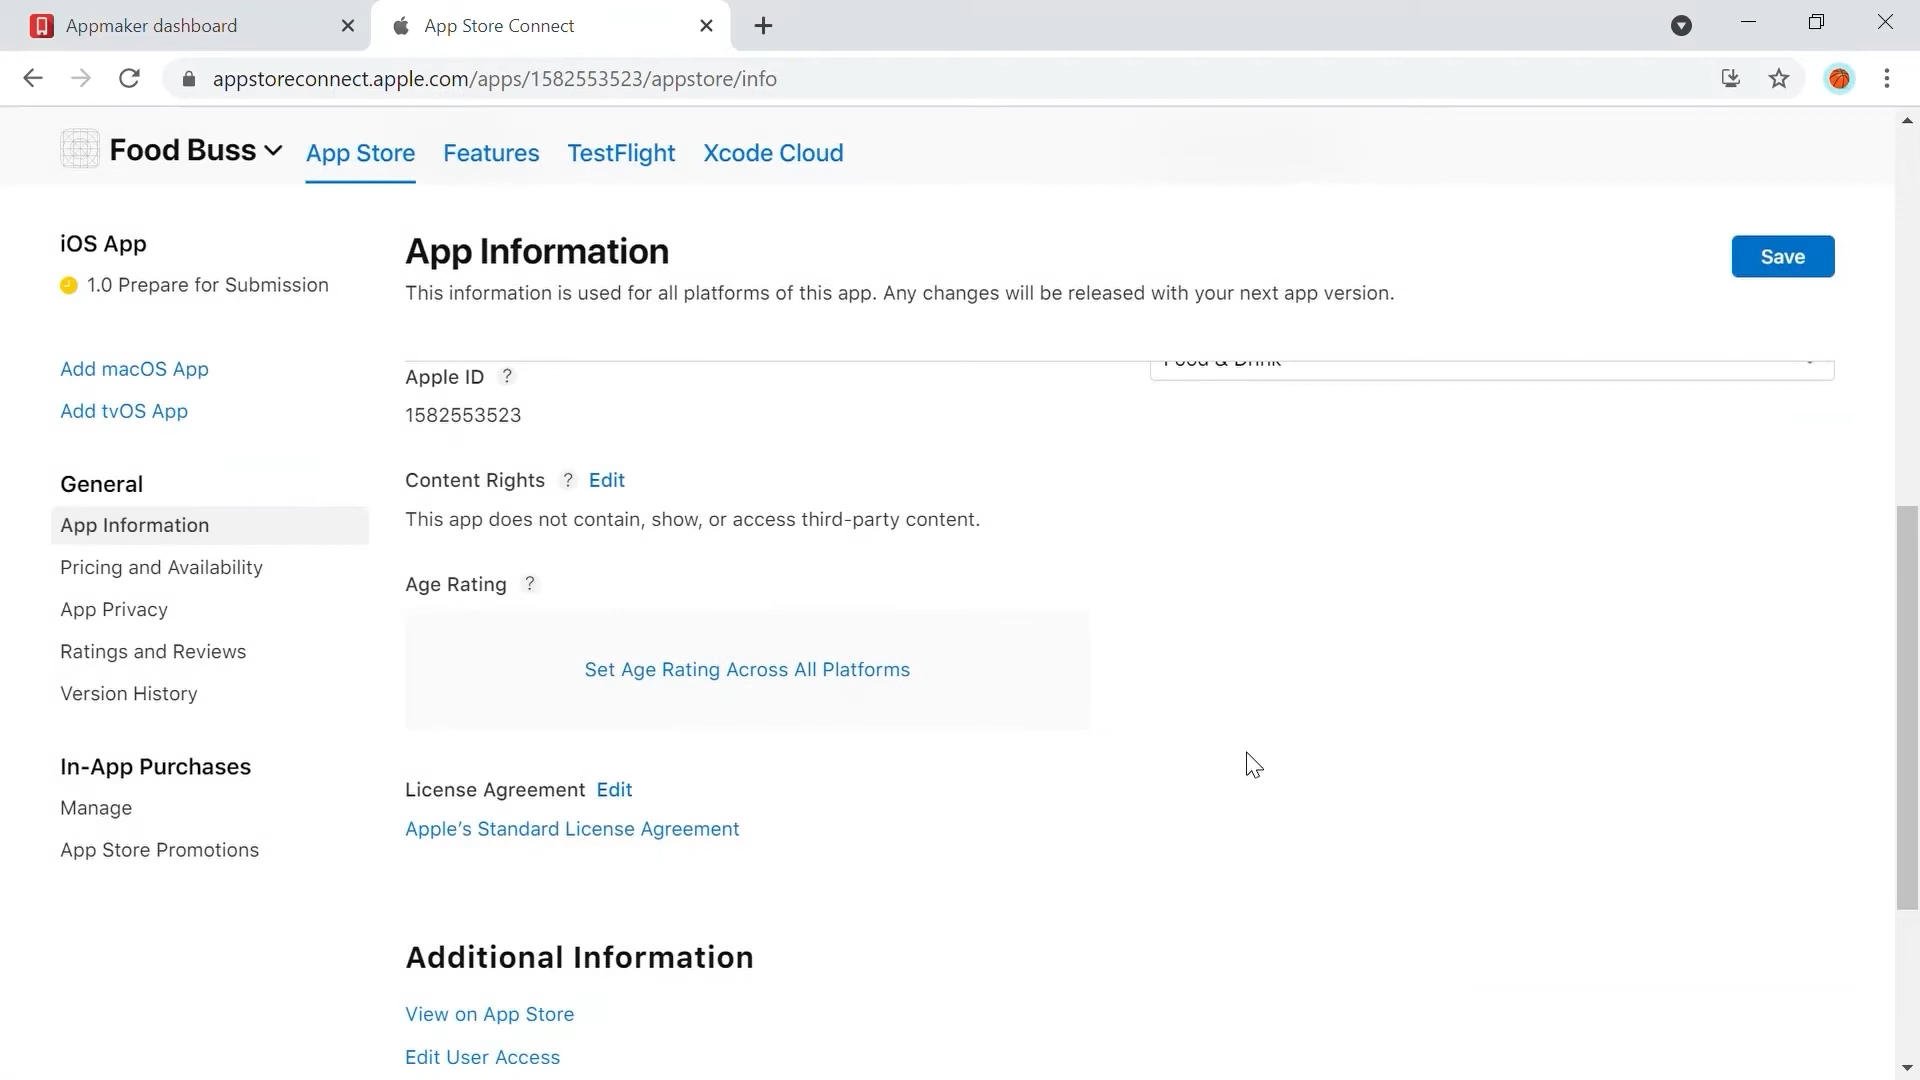 Appmaker dashboard
App Store Connect
appstoreconnect.apple.com/apps/1582553523/appstore/info
Food Buss
App Store
Features
TestFlight
Xcode Cloud
iOS App
1.0 Prepare for Submission
Add macOS App
Add tvOS App
General
App Information
Pricing and Availability
App Privacy
Ratings and Reviews
Version History
In-App Purchases
Manage
App Store Promotions
App Information
Save
This information is used for all platforms of this app. Any changes will be released with your next app version.
Food & Drink
Apple ID ?
1582553523
Content Rights ? Edit
This app does not contain, show, or access third-party content.
Age Rating ?
Set Age Rating Across All Platforms
License Agreement Edit
Apple's Standard License Agreement
Additional Information
View on App Store
Edit User Access